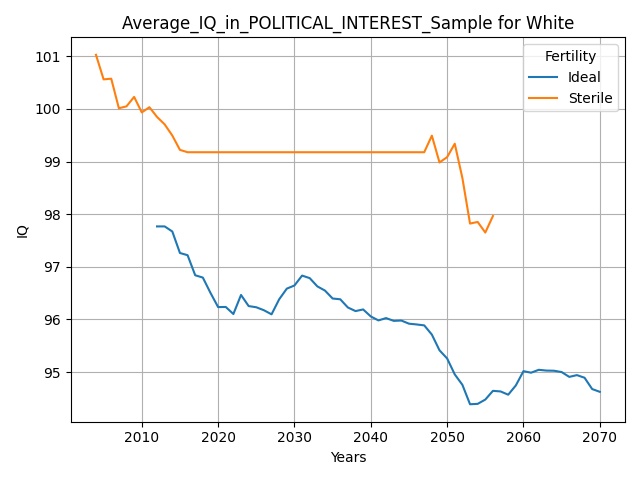 Average_IQ_in_POLITICAL_INTEREST_Sample for White
Fertility
Ideal
Sterile
101
100
99
98
97
96
95
IQ
2010 2020 2030 2040 2050 2060 2070
Years